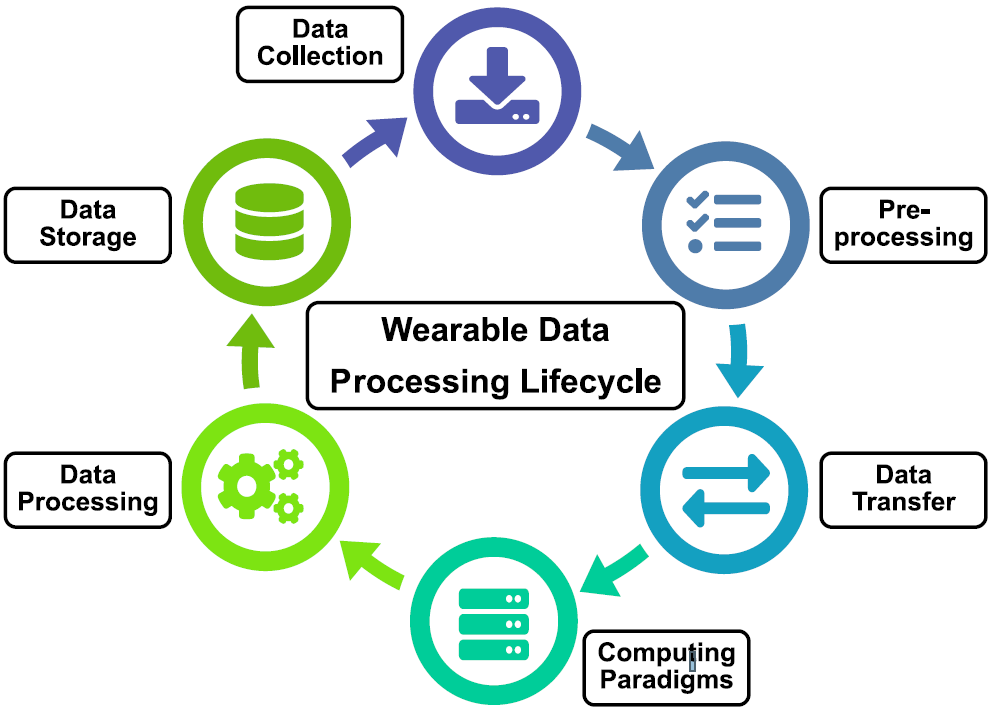 Data
Collection
Pre-
processing
Data
Transfer
Computing
Paradigms
Data
Processing
Data
Storage
Wearable Data
Processing Lifecycle